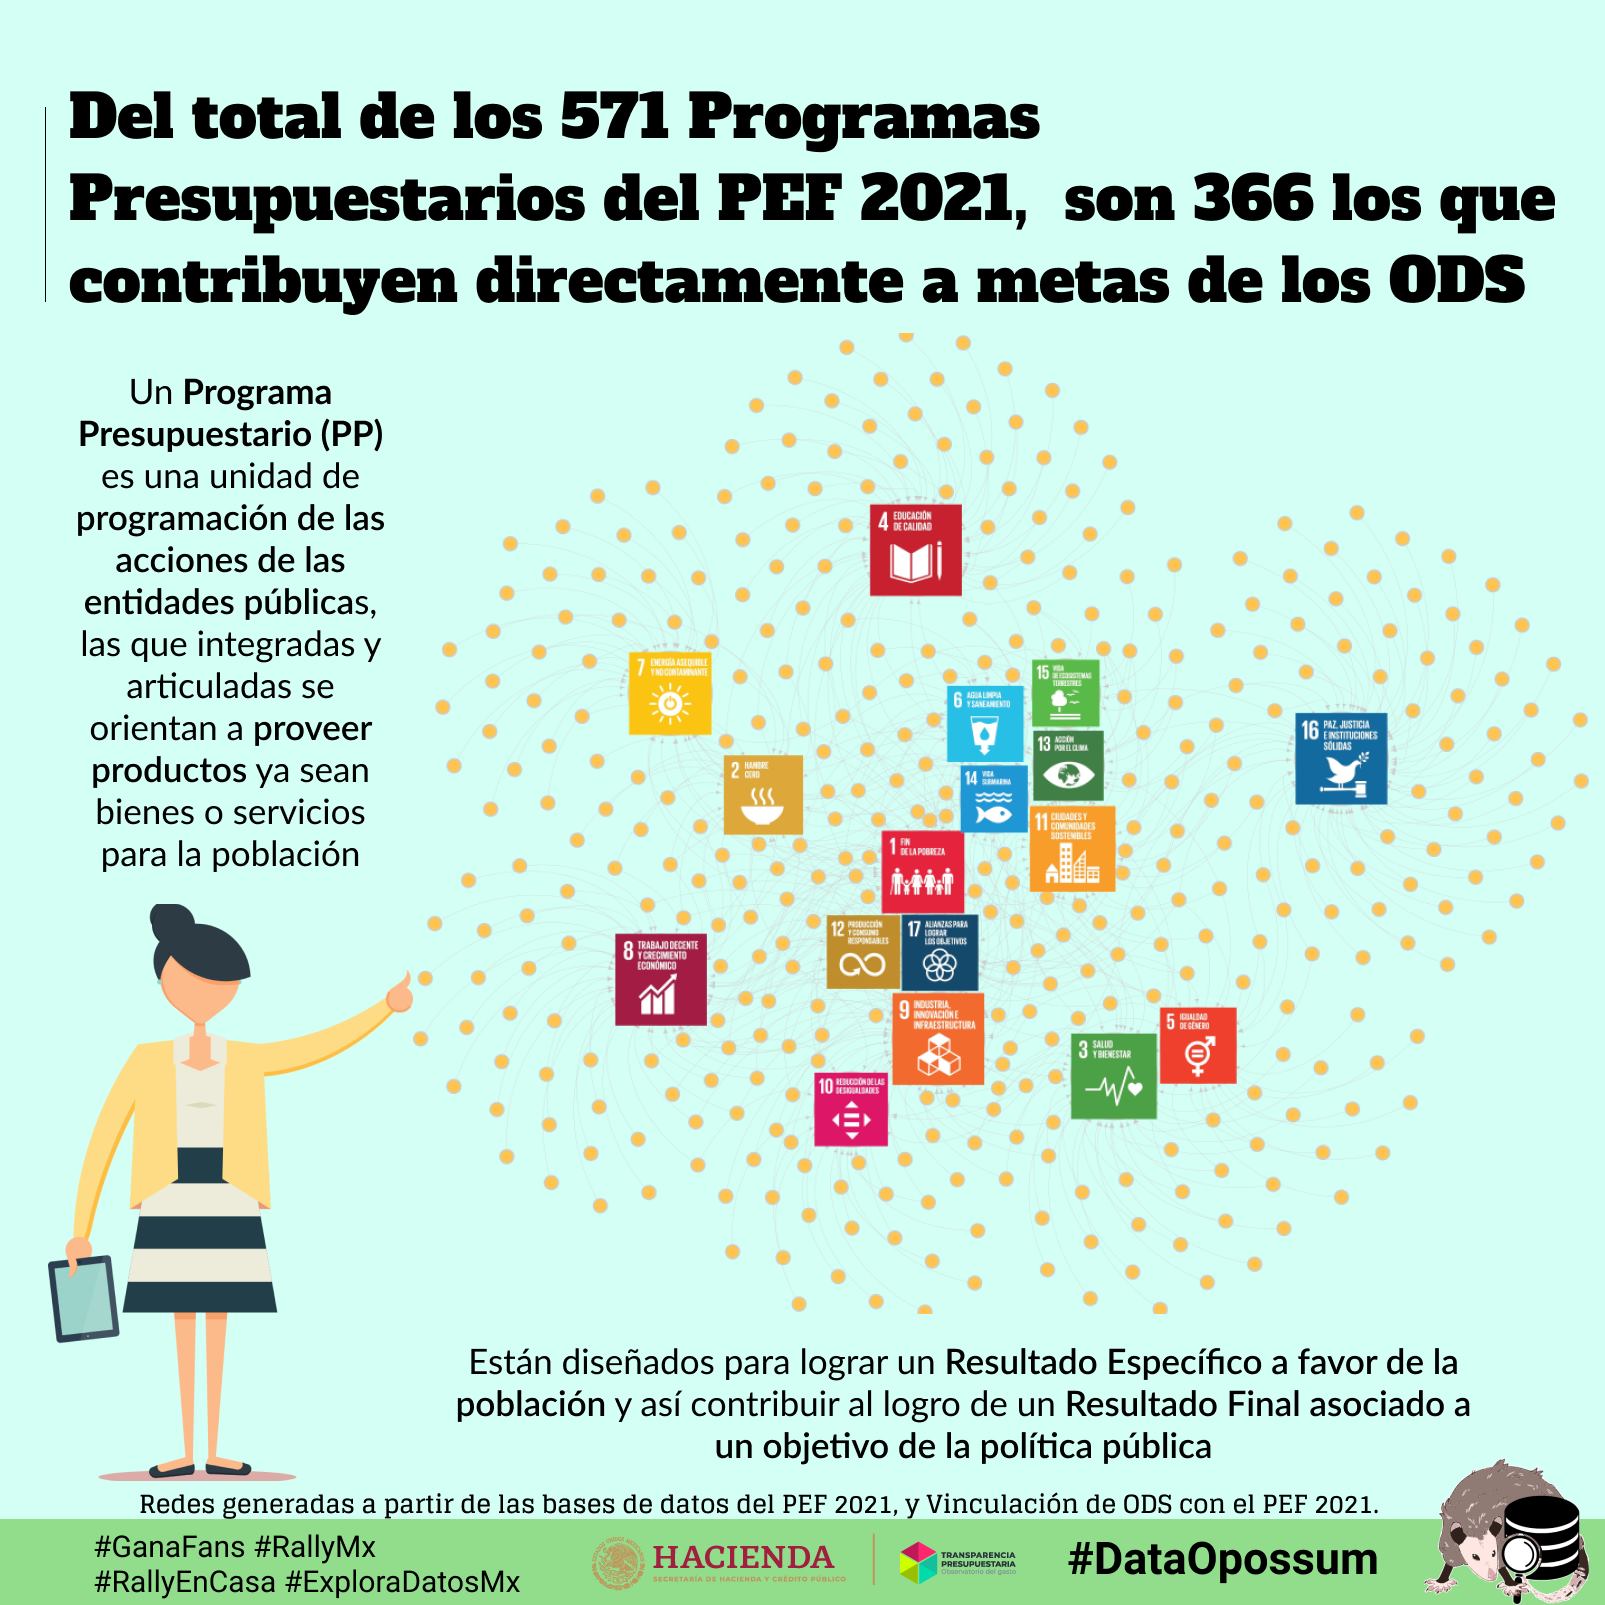 Del total de los 571 Programas
Presupuestarios del PEF 2021, son 366 los que
contribuyen directamente a metas de los ODS
Un Programa
Presupuestario (PP)
es una unidad de
programación de las
acciones de las
entidades públicas,
las que integradas y
articuladas se
orientan a proveer
productos ya sean
bienes o servicios
para la población
4 EDUCACIÓN
DE CALIDAD
7 ENERGÍA ASEQUIBLE
Y NO CONTAMINANTE
15 VIDA
DE ECOSISTEMAS
TERRESTRES
6 AGUA LIMPIA
Y SANEAMIENTO
16 PAZ, JUSTICIA
E INSTITUCIONES
SÓLIDAS
13 ACCIÓN
POR EL CLIMA
2 HAMBRE
CERO
14 VIDA
SUBMARINA
11 CIUDADES Y
COMUNIDADES
SOSTENIBLES
1 FIN
DE LA POBREZA
12 PRODUCCIÓN
Y CONSUMO
RESPONSABLES
17 ALIANZAS PARA
LOGRAR
LOS OBJETIVOS
8 TRABAJO DECENTE
Y CRECIMIENTO
ECONÓMICO
9 INDUSTRIA,
INNOVACIÓN E
INFRAESTRUCTURA
5 IGUALDAD
DE GÉNERO
3 SALUD
Y BIENESTAR
10 REDUCCIÓN DE LAS
DESIGUALDADES
Están diseñados para lograr un Resultado Específico a favor de la
población y así contribuir al logro de un Resultado Final asociado a
un objetivo de la política pública
Redes generadas a partir de las bases de datos del PEF 2021, y Vinculación de ODS con el PEF 2021.
#GanaFans #RallyMx
#RallyEnCasa #ExploraDatosMx
HACIENDA
SECRETARÍA DE HACIENDA Y CRÉDITO PÚBLICO
TRANSPARENCIA
PRESUPUESTARIA
Observatorio del gasto
#DataOpossum